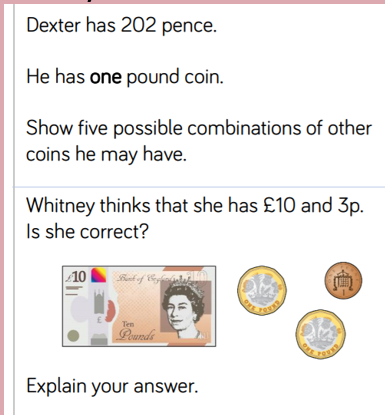 Dexter has 202 pence.
He has one pound coin.
Show five possible combinations of other
coins he may have.
Whitney thinks that she has £10 and 3p.
Is she correct?
£10
Bank of England
Ten
Pounds
ONE POUND
ONE POUND
Explain your answer.